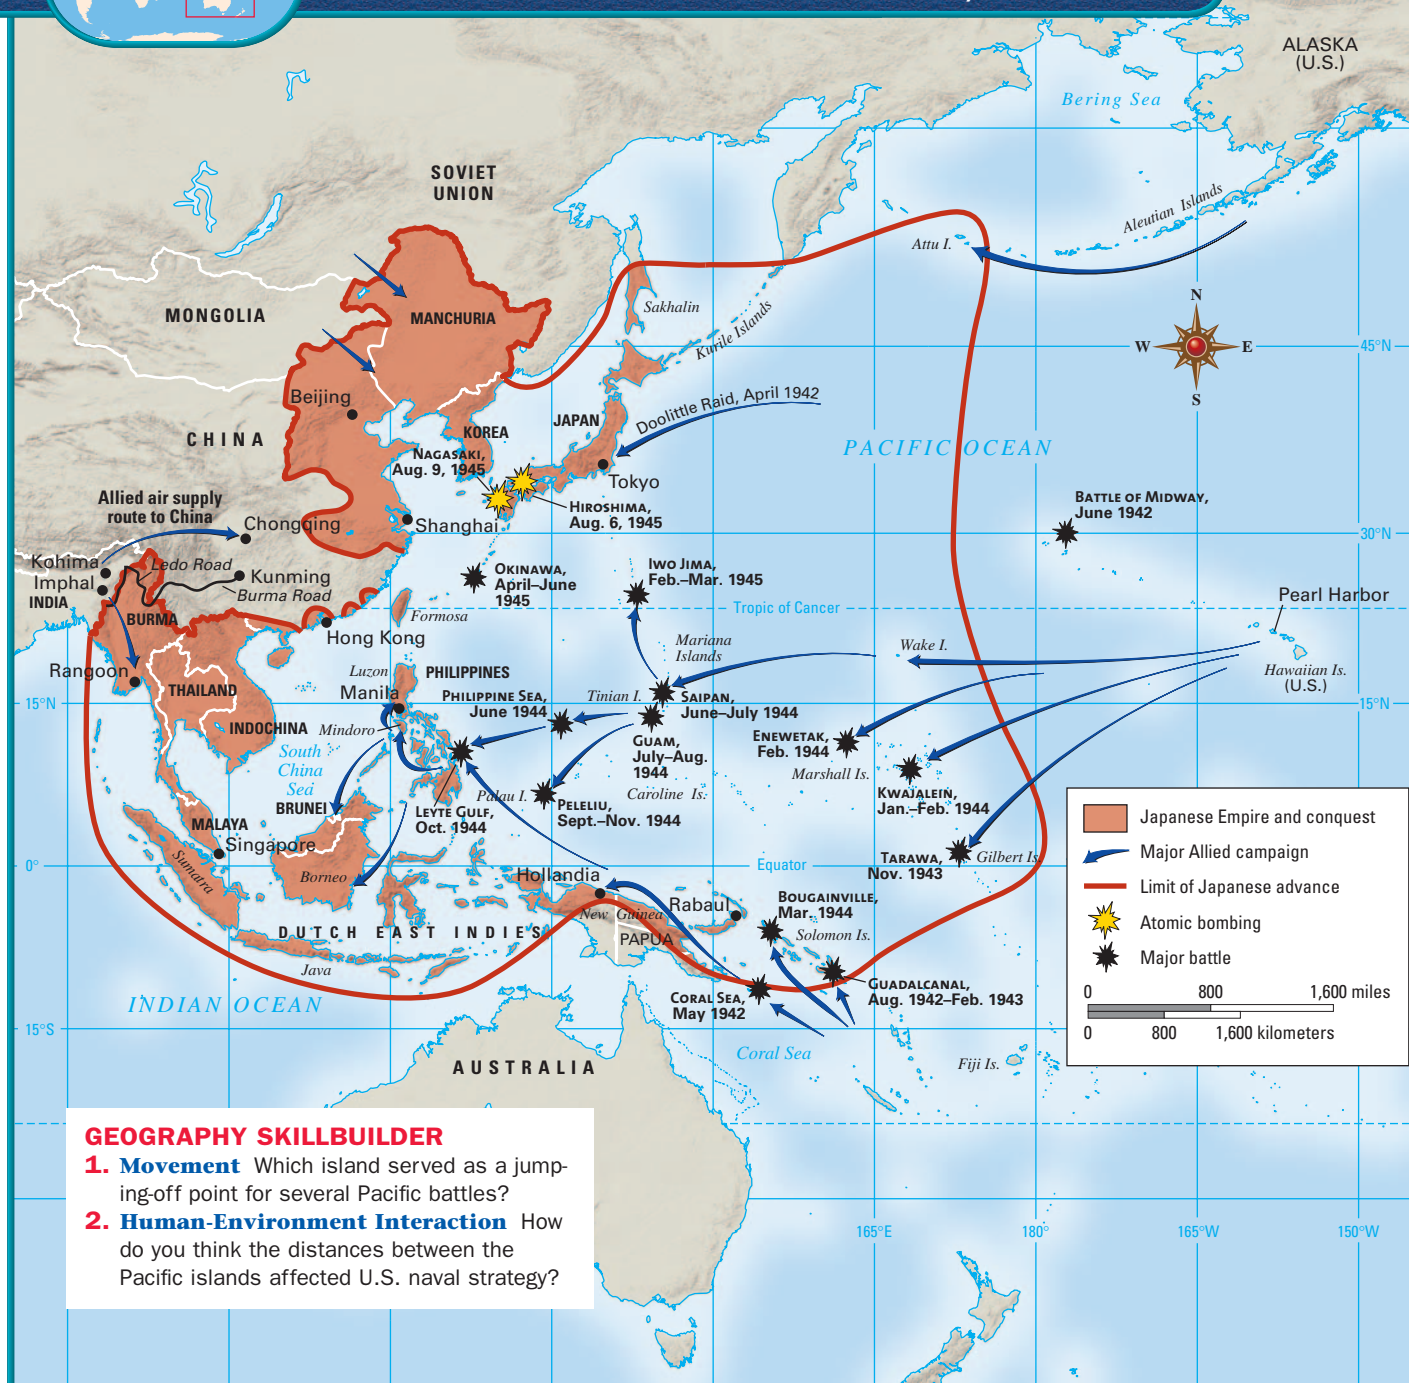 ALASKA
(U.S.)
Bering Sea
SOVIET
UNION
Aleutian Islands
Attu I.
N
W
E
S
Sakhalin
Kurile Islands
MONGOLIA
MANCHURIA
45°N
Beijing
Doolittle Raid, April 1942
JAPAN
KOREA
CHINA
PACIFIC OCEAN
NAGASAKI,
Aug. 9, 1945
Tokyo
Allied air supply
route to China
BATTLE OF MIDWAY,
June 1942
HIROSHIMA,
Aug. 6, 1945
Chongqing
Shanghai
30°N
Kohima
Ledo Road
Imphal
Kunming
Burma Road
INDIA
OKINAWA,
April–June
1945
IWO JIMA,
Feb.–Mar. 1945
Pearl Harbor
Tropic of Cancer
BURMA
Formosa
Hong Kong
Mariana
Islands
Wake I.
Hawaiian Is.
(U.S.)
Rangoon
Luzon
PHILIPPINES
THAILAND
Manila
PHILIPPINE SEA,
June 1944
Tinian I.
SAIPAN,
June–July 1944
15°N
15°N
INDOCHINA
Mindoro
GUAM,
July–Aug.
1944
ENEWETAK,
Feb. 1944
South
China
Sea
Marshall Is.
Palau I.
Caroline Is.
KWAJALEIN,
Jan.–Feb. 1944
BRUNEI
LEYTE GULF,
Oct. 1944
PELELIU,
Sept.–Nov. 1944
MALAYA
Singapore
Japanese Empire and conquest
Major Allied campaign
Limit of Japanese advance
Atomic bombing
Major battle
0 800 1,600 miles
0 800 1,600 kilometers
0°
Equator
TARAWA,
Nov. 1943
Gilbert Is.
Sumatra
Borneo
Hollandia
New Guinea
Rabaul
BOUGAINVILLE,
Mar. 1944
Solomon Is.
DUTCH EAST INDIES
PAPUA
Java
INDIAN OCEAN
CORAL SEA,
May 1942
GUADALCANAL,
Aug. 1942–Feb. 1943
15°S
Coral Sea
Fiji Is.
AUSTRALIA
GEOGRAPHY SKILLBUILDER
1. Movement Which island served as a jump-
ing-off point for several Pacific battles?
2. Human-Environment Interaction How
do you think the distances between the
Pacific islands affected U.S. naval strategy?
165°E
180°
165°W
150°W